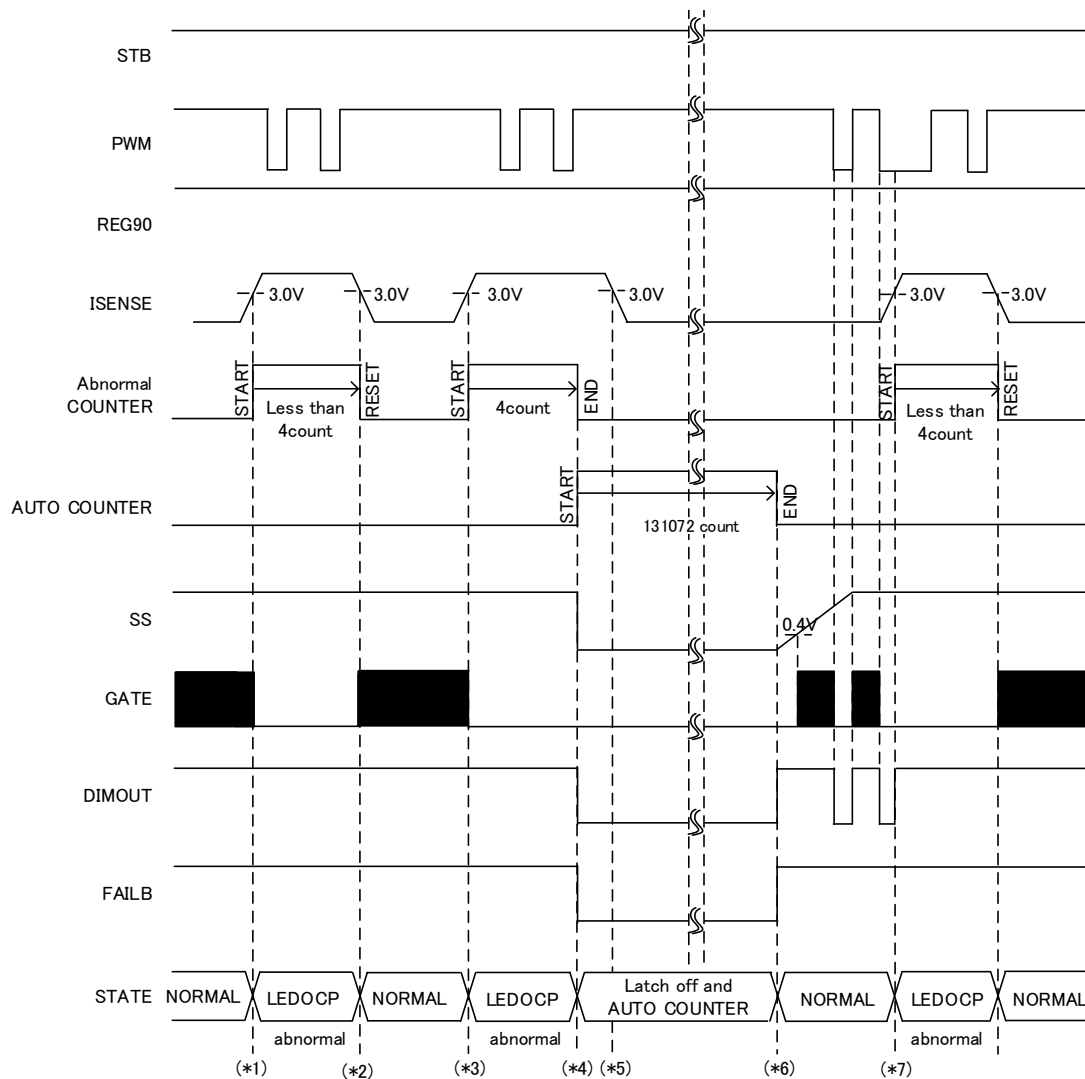 STB
PWM
REG90
ISENSE
3.0V
3.0V
3.0V
3.0V
3.0V
3.0V
Abnormal
COUNTER
START
Less than
4count
RESET
START
4count
END
START
Less than
4count
RESET
AUTO COUNTER
START
131072 count
END
SS
0.4V
GATE
DIMOUT
FAILB
STATE
NORMAL
LEDOCP
NORMAL
LEDOCP
Latch off and
AUTO COUNTER
NORMAL
LEDOCP
NORMAL
abnormal
abnormal
abnormal
(*1)
(*2)
(*3)
(*4)
(*5)
(*6)
(*7)